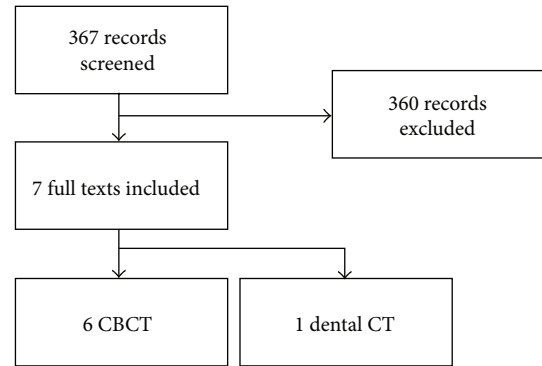 367 records
screened
360 records
excluded
7 full texts included
6 CBCT
1 dental CT